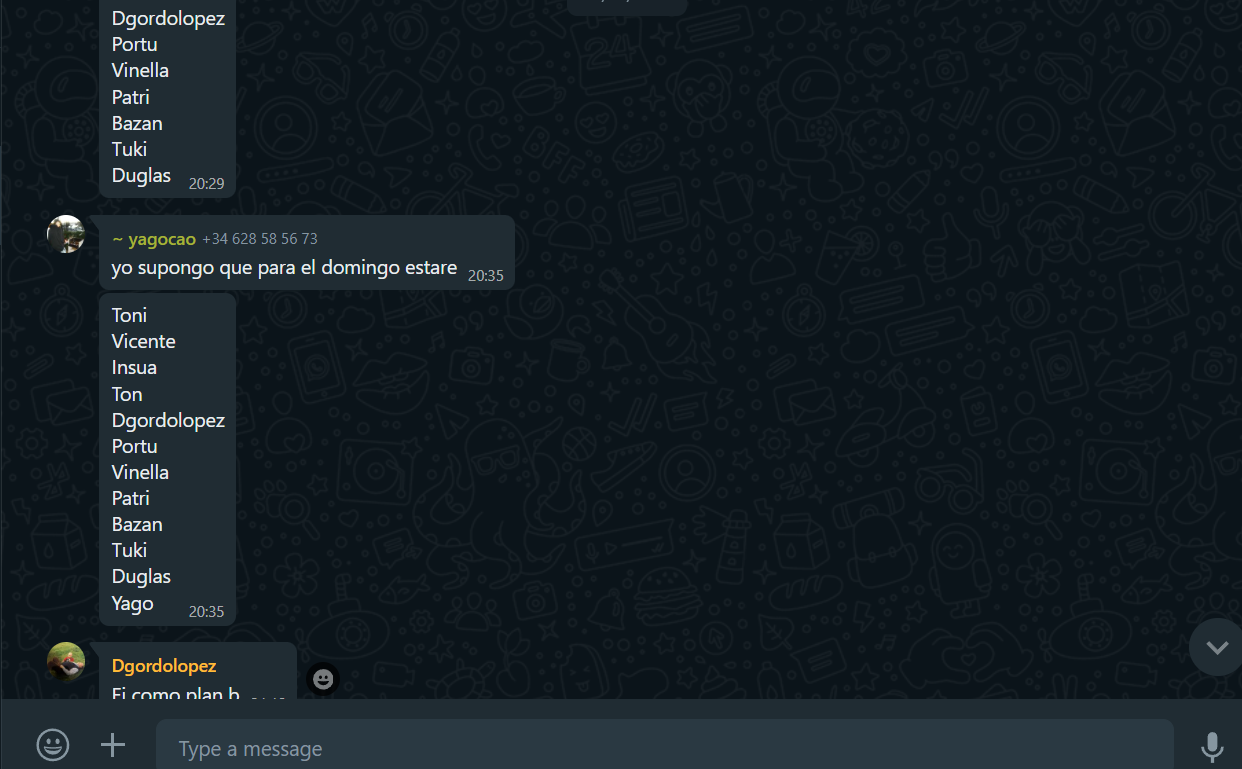 Dgordolopez
Portu
Vinella
Patri
Bazan
Tuki
Duglas
20:29
~ yagocao +34 628 58 56 73
yo supongo que para el domingo estare 20:35
Toni
Vicente
Insua
Ton
Dgordolopez
Portu
Vinella
Patri
Bazan
Tuki
Duglas
Yago
20:35
Dgordolopez
como plan b
Type a message